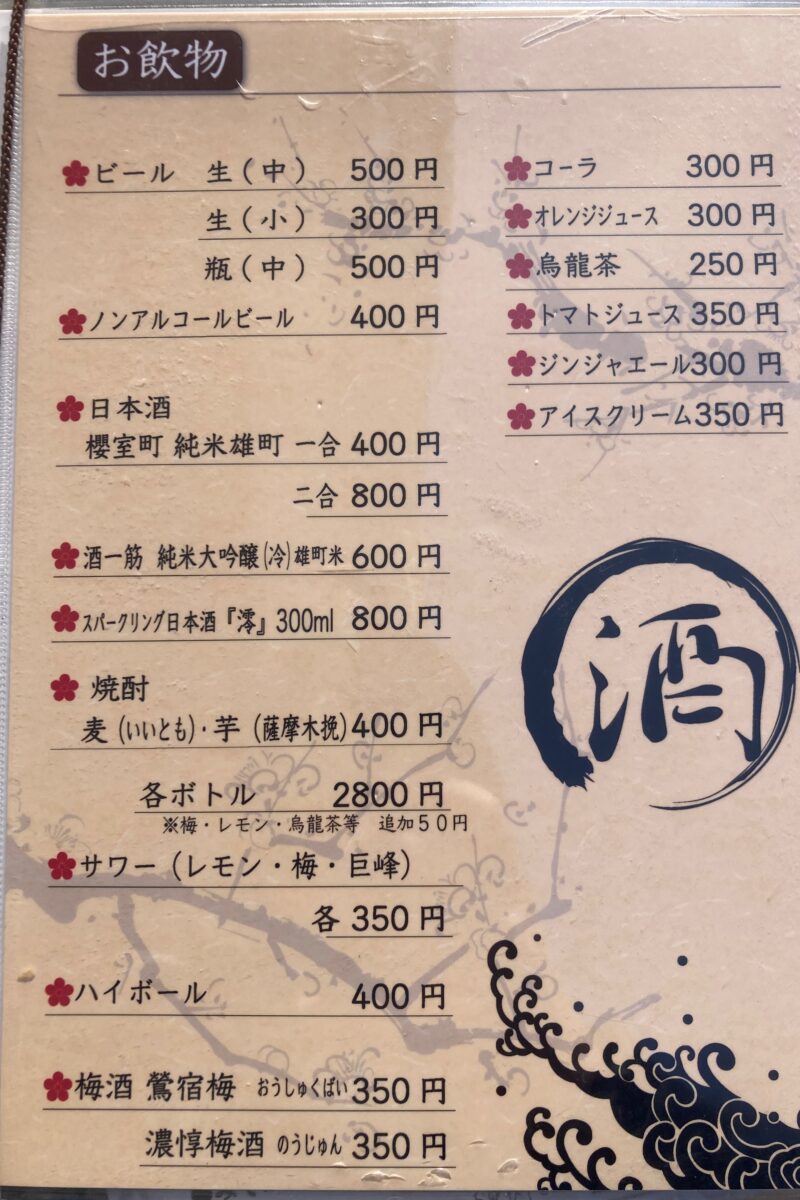 お飲物
ビール 生(中) 500円
生(小) 300円
瓶(中) 500円
ノンアルコールビール 400円
日本酒
櫻室町 純米雄町 一合 400円
二合 800円
酒一筋 純米大吟醸(冷)雄町米 600円
スパークリング日本酒『澪』300ml 800円
焼酎
麦(いいとも)・芋(薩摩木挽)400円
各ボトル 2800円
※梅・レモン・烏龍茶等 追加50円
サワー(レモン・梅・巨峰)
各 350円
ハイボール 400円
梅酒 鶯宿梅 おうしゅくばい 350円
濃惇梅酒 のうじゅん 350円
コーラ 300円
オレンジジュース 300円
烏龍茶 250円
トマトジュース 350円
ジンジャエール 300円
アイスクリーム 350円
酒